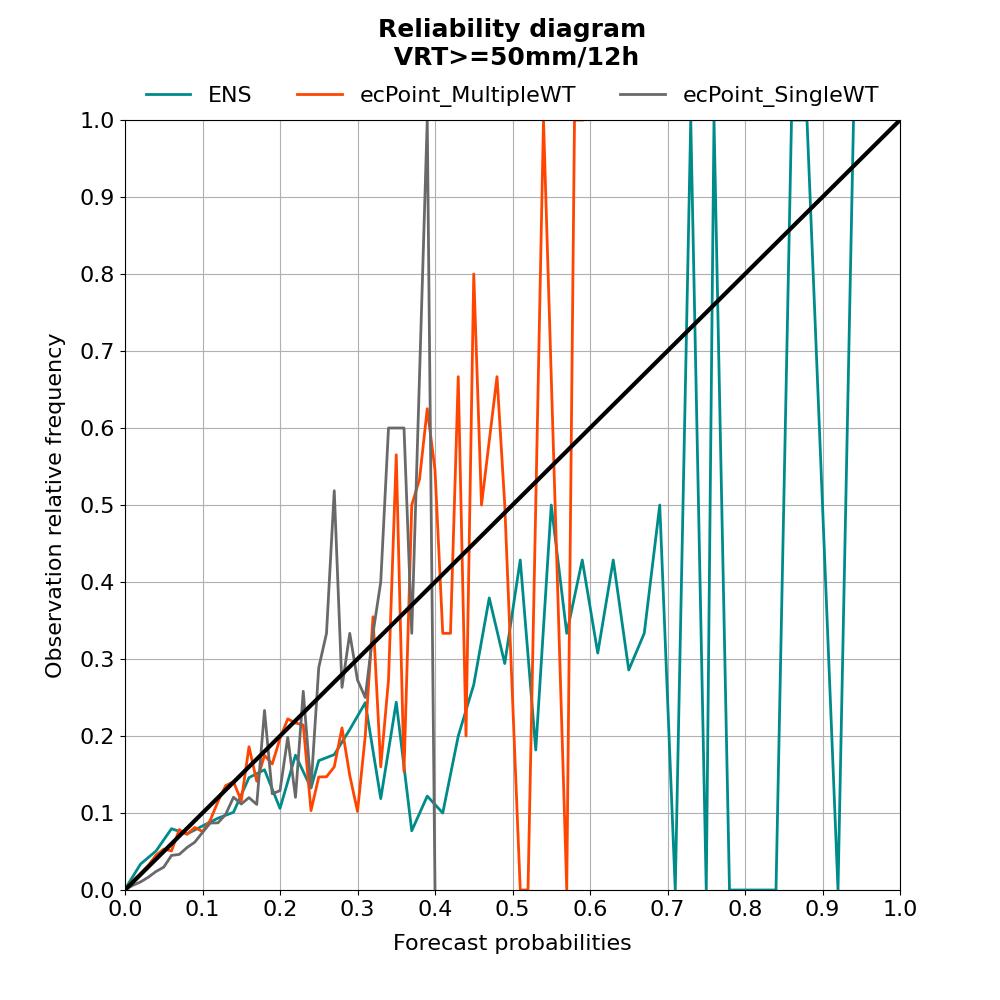 Reliability diagram
VRT>=50mm/12h
ENS ecPoint_MultipleWT ecPoint_SingleWT
1.0
0.9
0.8
0.7
0.6
0.5
0.4
0.3
0.2
0.1
0.0
Observation relative frequency
0.0 0.1 0.2 0.3 0.4 0.5 0.6 0.7 0.8 0.9 1.0
Forecast probabilities